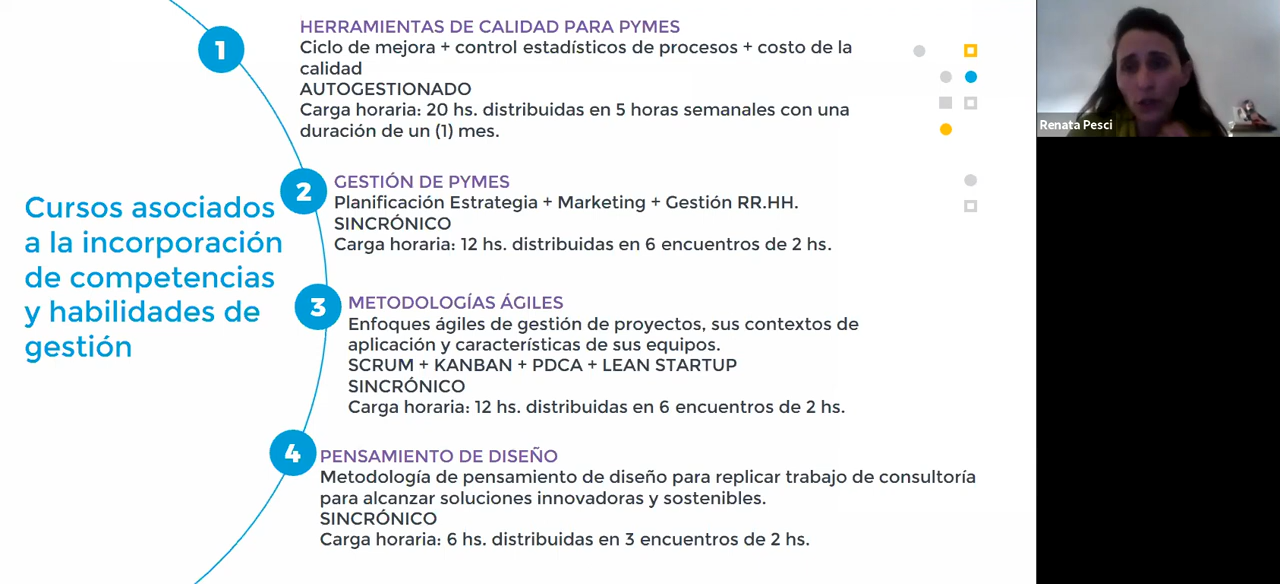 Cursos asociados
a la incorporación
de competencias
y habilidades de
gestión
1
HERRAMIENTAS DE CALIDAD PARA PYMES
Ciclo de mejora + control estadísticos de procesos + costo de la
calidad
AUTOGESTIONADO
Carga horaria: 20 hs. distribuidas en 5 horas semanales con una
duración de un (1) mes.
2
GESTIÓN DE PYMES
Planificación Estrategia + Marketing + Gestión RR.HH.
SINCRÓNICO
Carga horaria: 12 hs. distribuidas en 6 encuentros de 2 hs.
3
METODOLOGÍAS ÁGILES
Enfoques ágiles de gestión de proyectos, sus contextos de
aplicación y características de sus equipos.
SCRUM + KANBAN + PDCA + LEAN STARTUP
SINCRÓNICO
Carga horaria: 12 hs. distribuidas en 6 encuentros de 2 hs.
4
PENSAMIENTO DE DISEÑO
Metodología de pensamiento de diseño para replicar trabajo de consultoría
para alcanzar soluciones innovadoras y sostenibles.
SINCRÓNICO
Carga horaria: 6 hs. distribuidas en 3 encuentros de 2 hs.
Renata Pesci